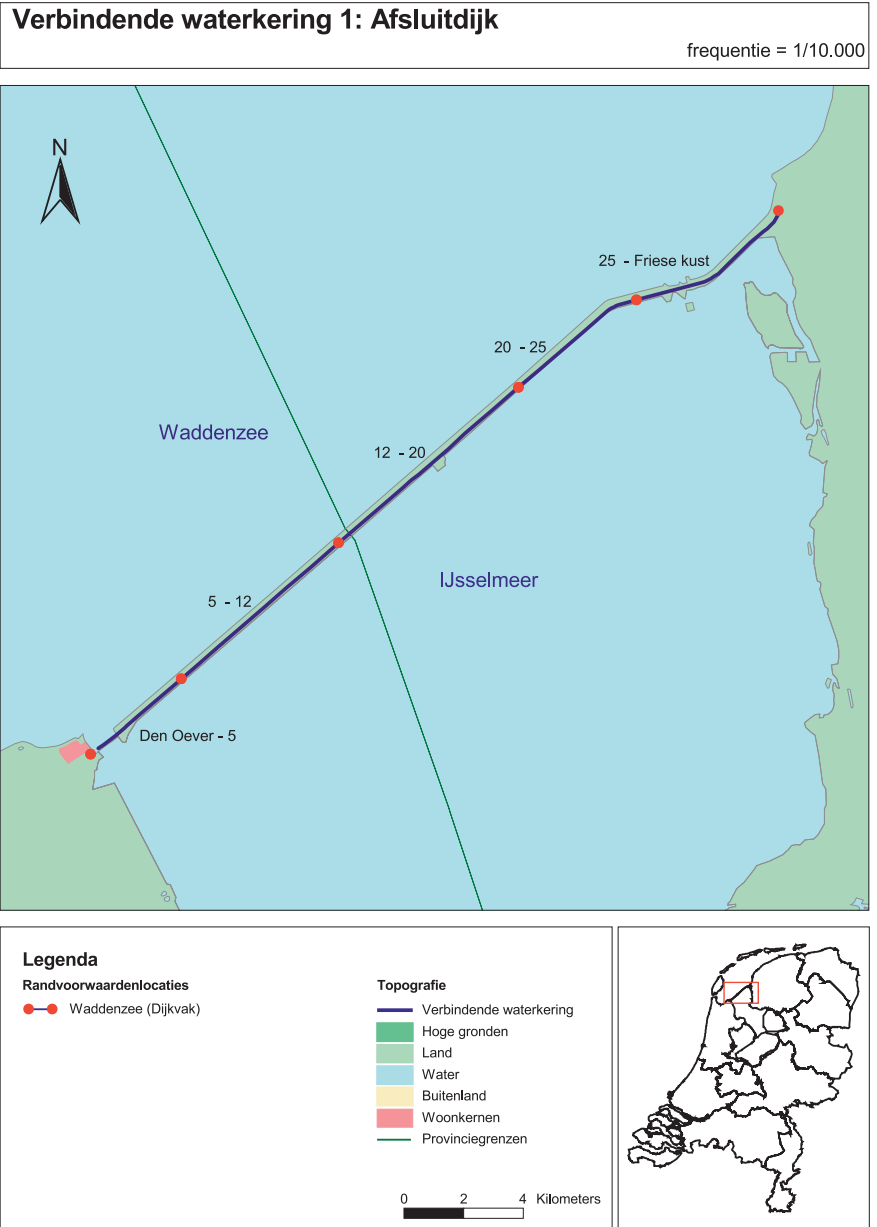 Verbindende waterkering 1: Afsluitdijk
frequentie = 1/10.000
N
25 - Friese kust
20 - 25
Waddenzee
12 - 20
IJsselmeer
5 - 12
Den Oever - 5
Legenda
Randvoorwaardenlocaties
Waddenzee (Dijkvak)
Topografie
Verbindende waterkering
Hoge gronden
Land
Water
Buitenland
Woonkernen
Provinciegrenzen
0 2 4 Kilometers